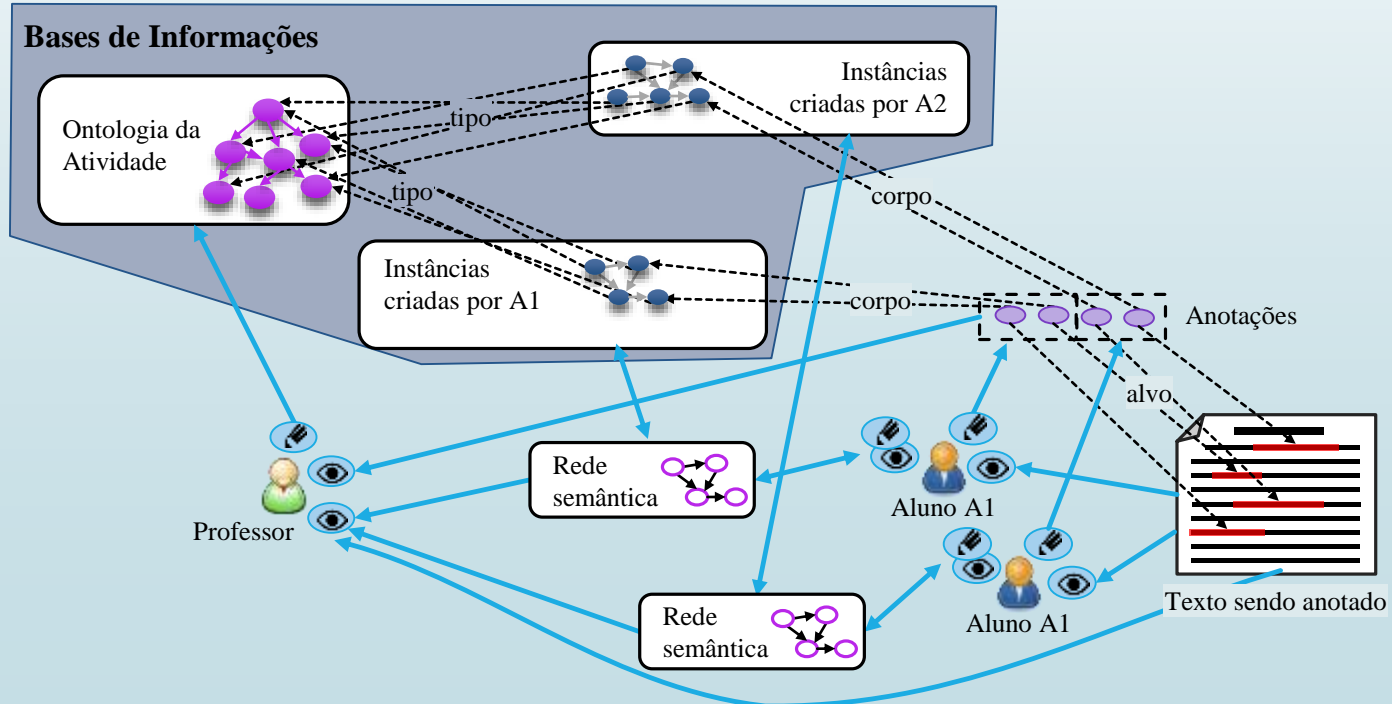 Bases de Informações
Ontologia da
Atividade
tipo
Instâncias
criadas por A2
tipo
corpo
Instâncias
criadas por A1
corpo
Anotações
alvo
Professor
Rede
semântica
Aluno A1
Texto sendo anotado
Rede
semântica
Aluno A1